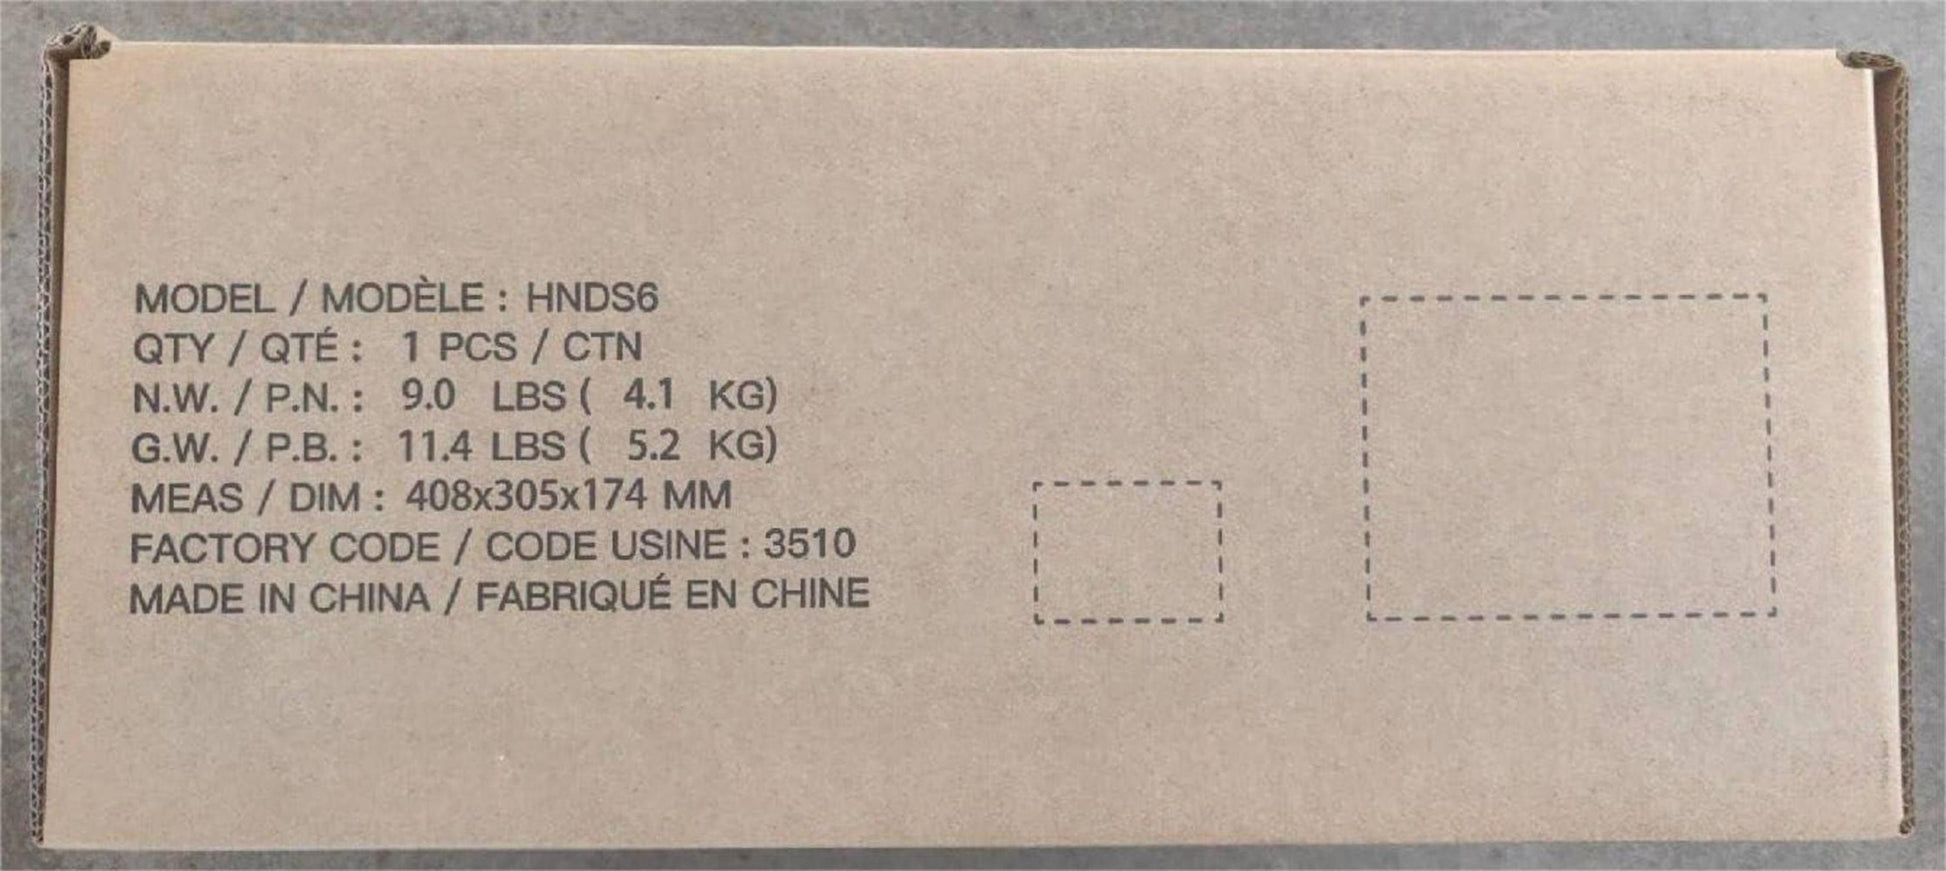 MODEL / MODÈLE : HNDS6
QTY / QTÉ : 1 PCS / CTN
N.W. / P.N. : 9.0 LBS ( 4.1 KG)
G.W. / P.B. : 11.4 LBS ( 5.2 KG)
MEAS / DIM : 408x305x174 MM
FACTORY CODE / CODE USINE : 3510
MADE IN CHINA / FABRIQUÉ EN CHINE